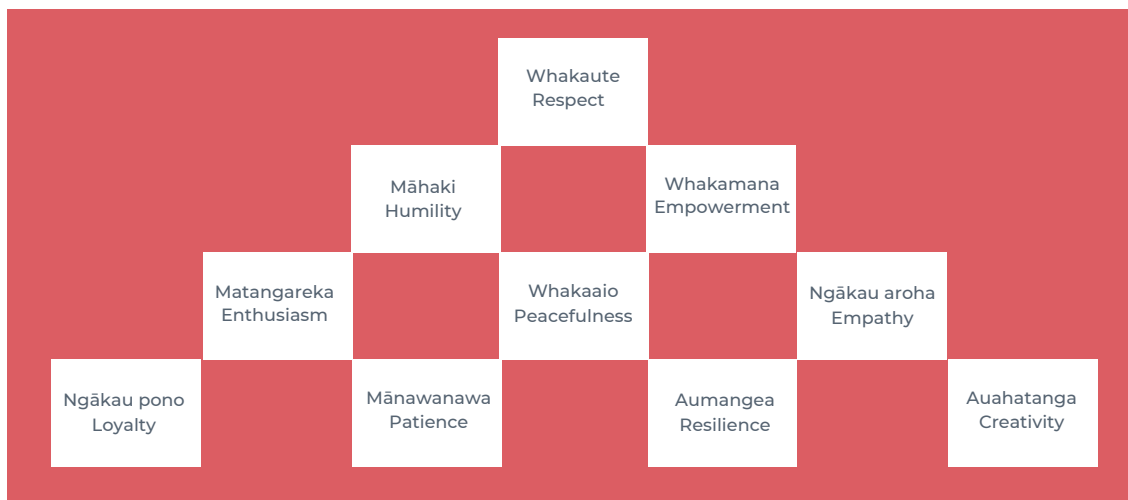 Whakaute
Respect
Māhaki
Humility
Whakamana
Empowerment
Matangareka
Enthusiasm
Whakaaio
Peacefulness
Ngākau aroha
Empathy
Ngākau pono
Loyalty
Mānawanawa
Patience
Aumangea
Resilience
Auahatanga
Creativity